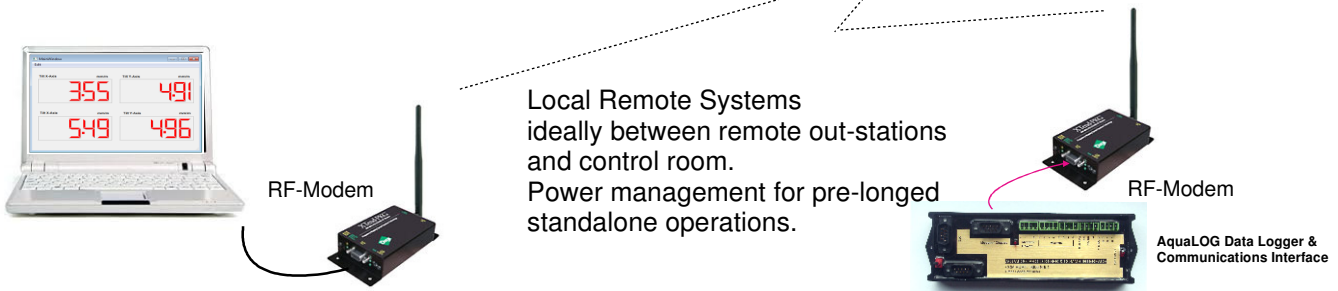 3.55
4.91
5.49
4.96
RF-Modem
Local Remote Systems
ideally between remote out-stations
and control room.
Power management for pre-longed
standalone operations.
RF-Modem
AquaLOG Data Logger &
Communications Interface